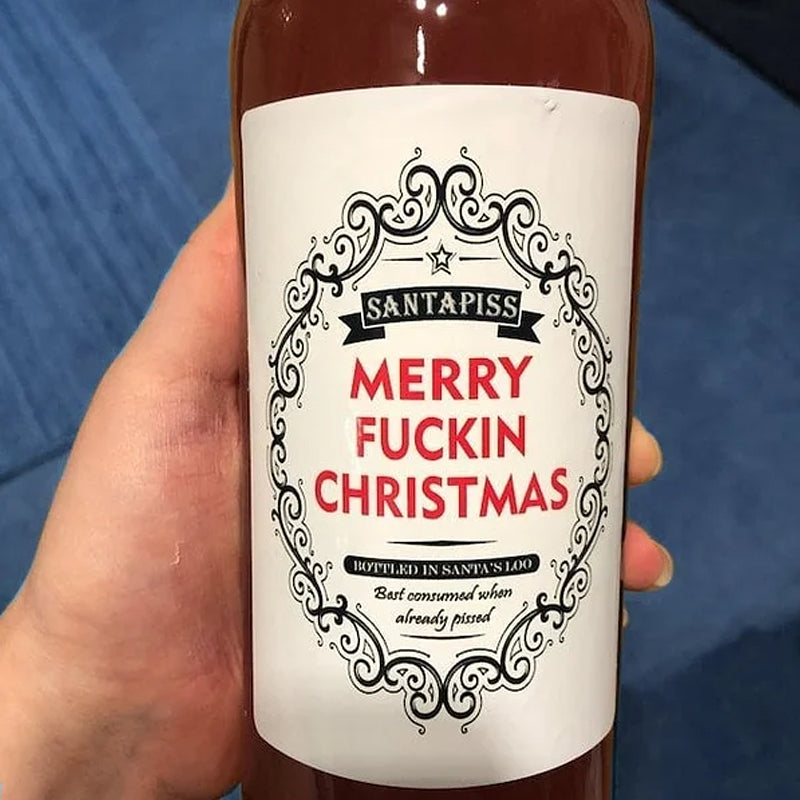 SANTAPISS
MERRY
FUCKIN
CHRISTMAS
BOTTLED IN SANTA'S LOO
Best consumed when
already pissed